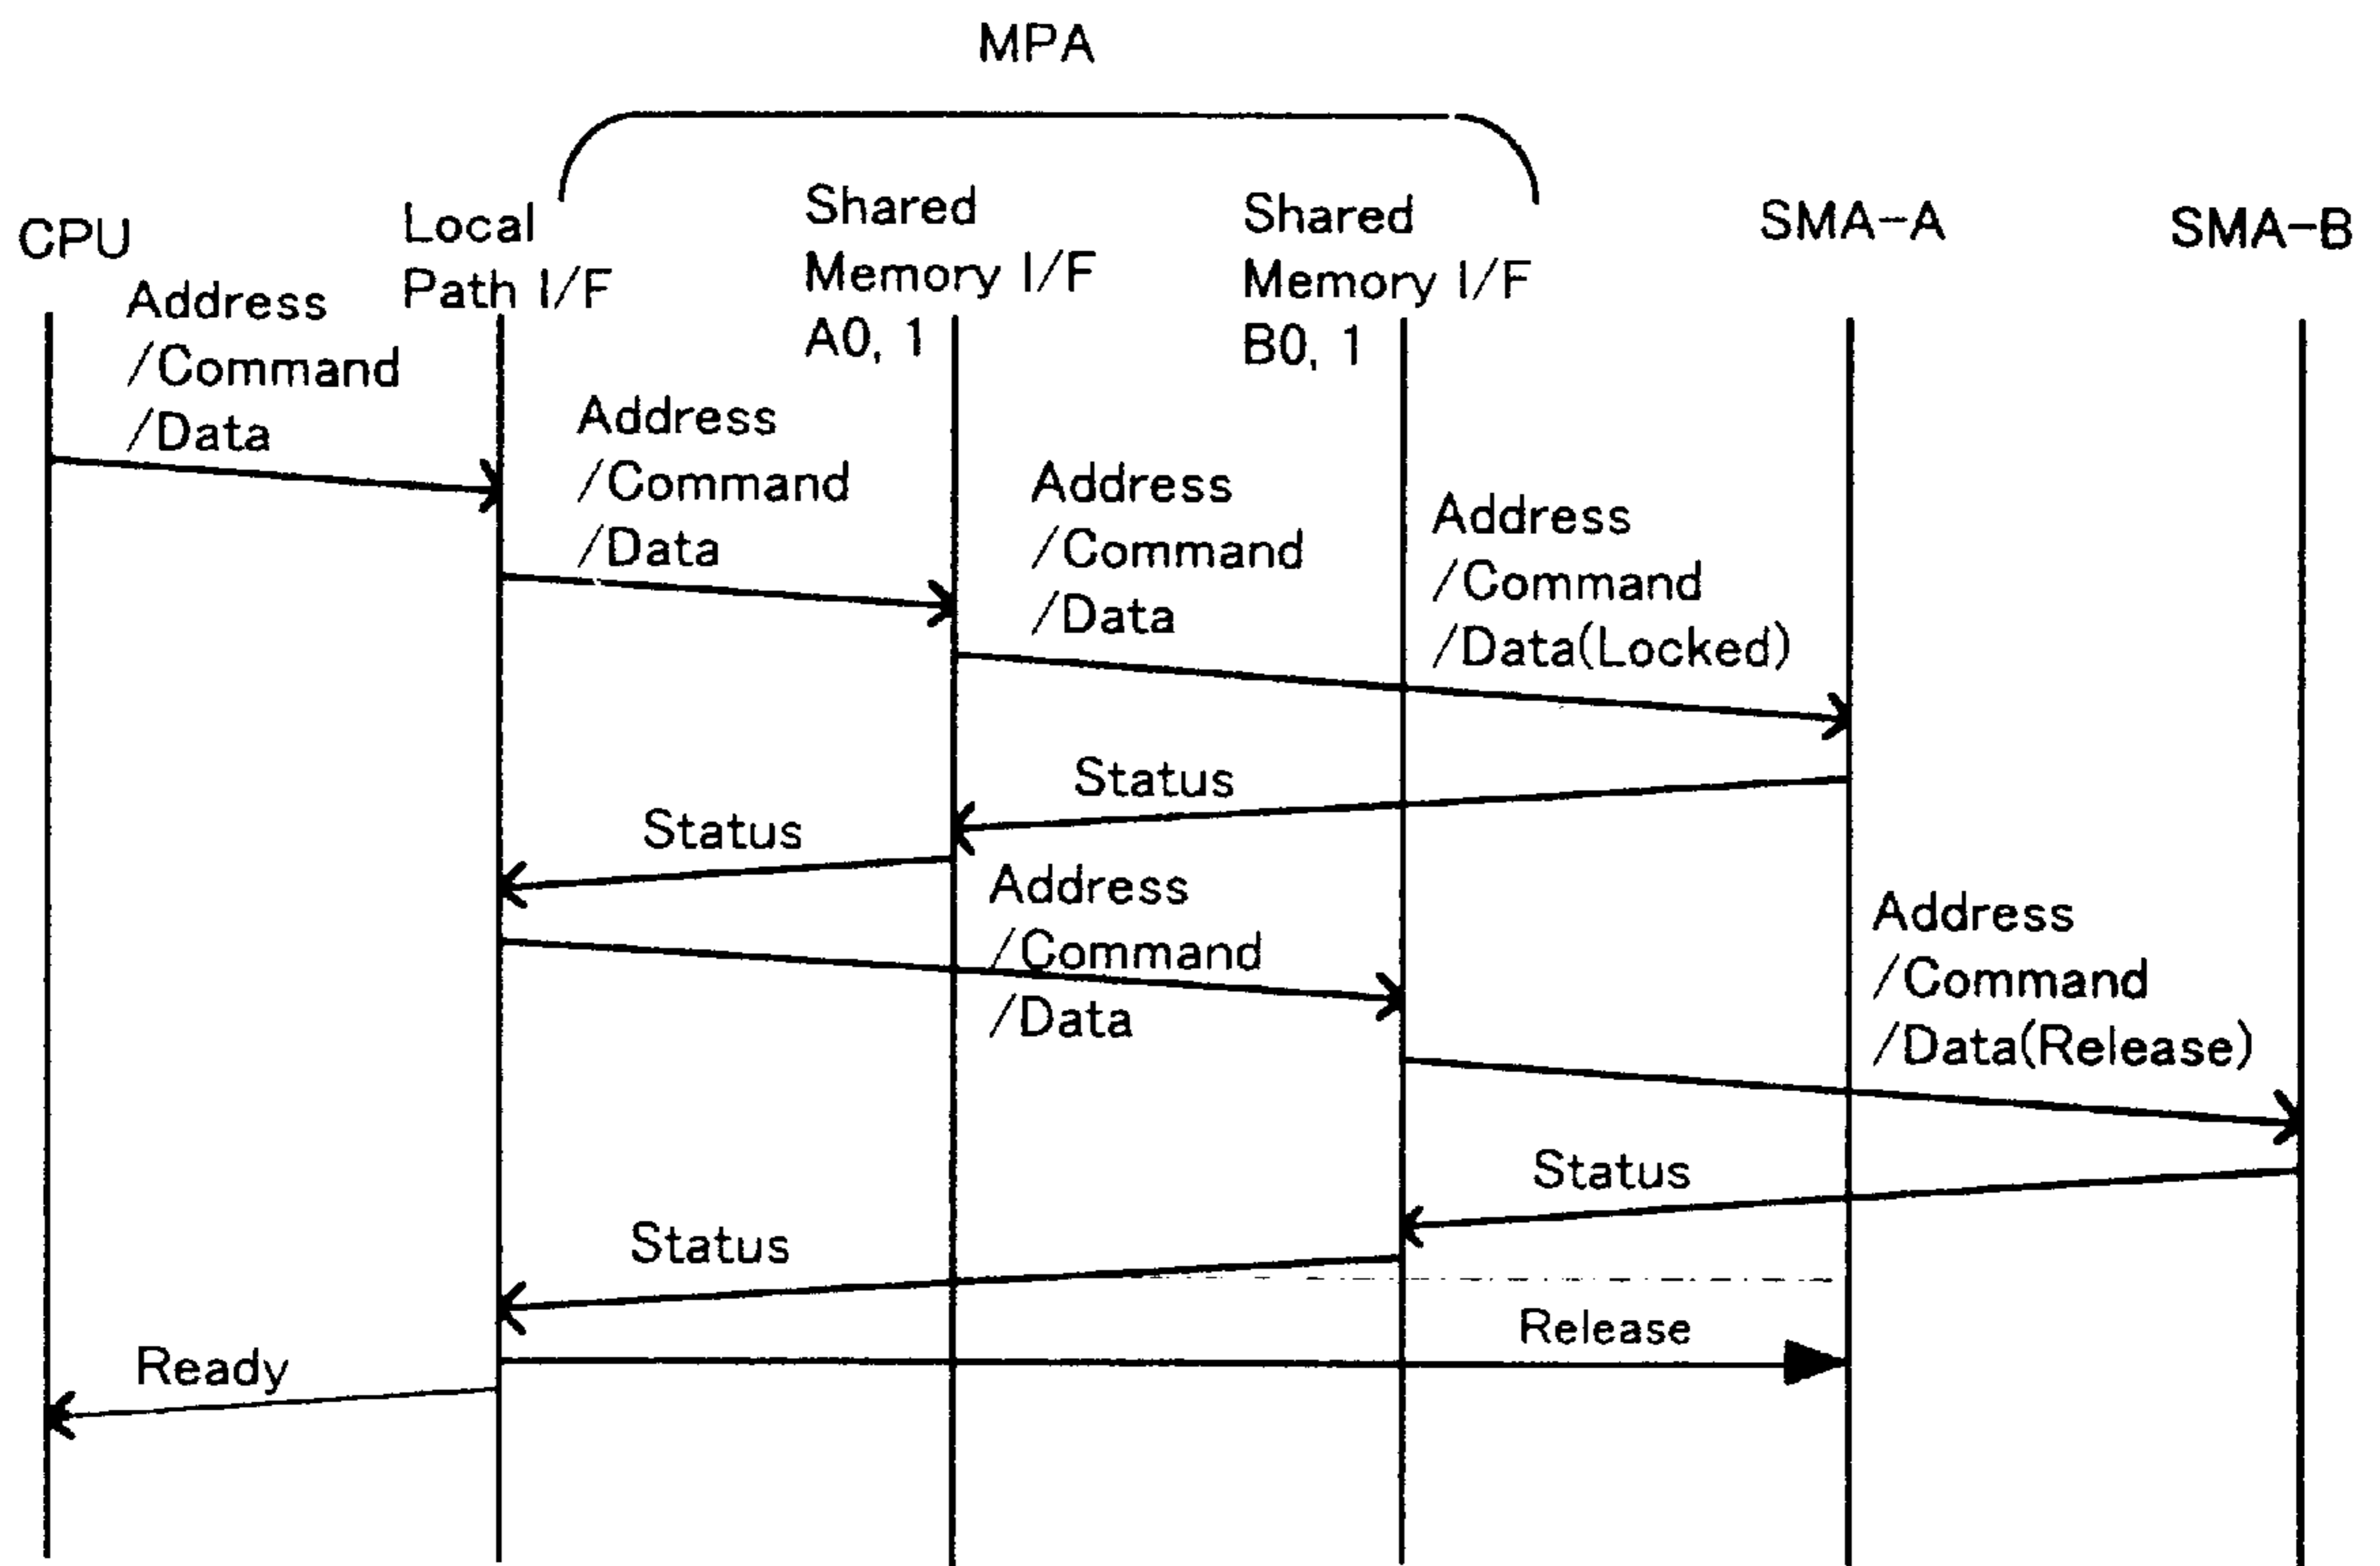 MPA
CPU
Local
Path I/F
Shared
Memory I/F
A0, 1
Shared
Memory I/F
B0, 1
SMA-A
SMA-B
Address
/Command
/Data
Address
/Command
/Data
Address
/Command
/Data
Address
/Command
/Data(Locked)
Status
Status
Address
/Command
/Data
Address
/Command
/Data(Release)
Status
Status
Release
Ready